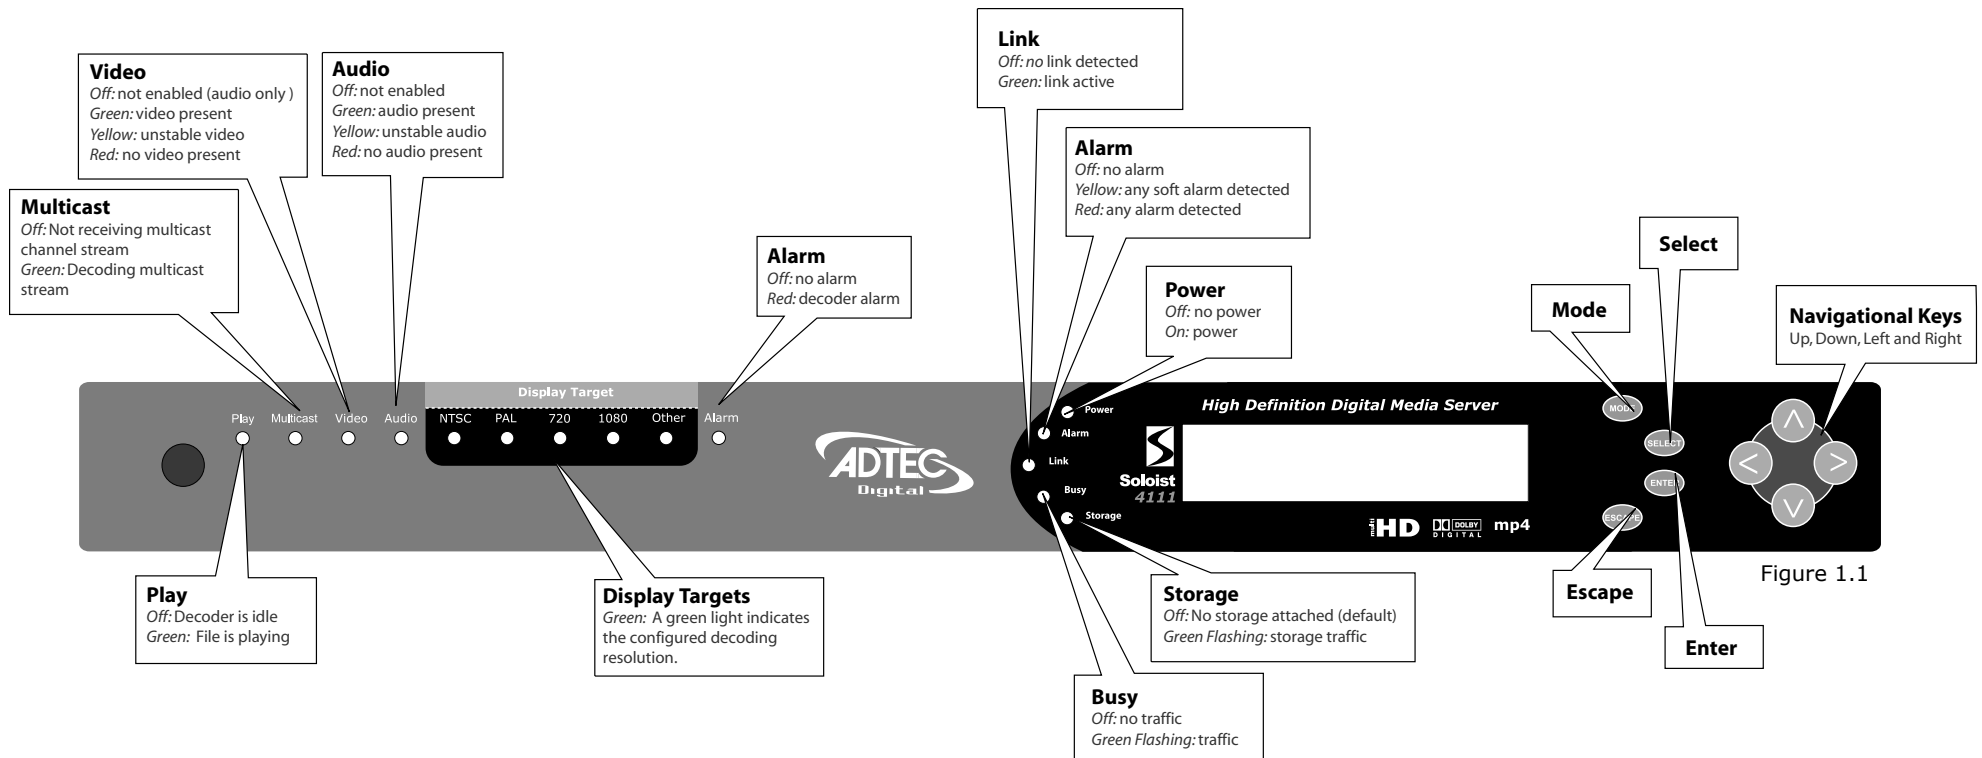 Link
Off: no link detected
Green: link active
Video
Off: not enabled (audio only )
Green: video present
Yellow: unstable video
Red: no video present
Audio
Off: not enabled
Green: audio present
Yellow: unstable audio
Red: no audio present
Alarm
Off: no alarm
Yellow: any soft alarm detected
Red: any alarm detected
Multicast
Off: Not receiving multicast
channel stream
Green: Decoding multicast
stream
Alarm
Off: no alarm
Red: decoder alarm
Select
Power
Off: no power
On: power
Mode
Navigational Keys
Up, Down, Left and Right
Display Target
Play
Multicast
Video
Audio
NTSC
PAL
720
1080
Other
Alarm
ADTEC
Digital
Power
Alarm
Link
Busy
Storage
High Definition Digital Media Server
S
Soloist
4111
multi
HD
DOLBY
DIGITAL
mp4
MODE
SELECT
ENTER
ESCAPE
Figure 1.1
Play
Off: Decoder is idle
Green: File is playing
Display Targets
Green: A green light indicates
the configured decoding
resolution.
Storage
Off: No storage attached (default)
Green Flashing: storage traffic
Escape
Enter
Busy
Off: no traffic
Green Flashing: traffic